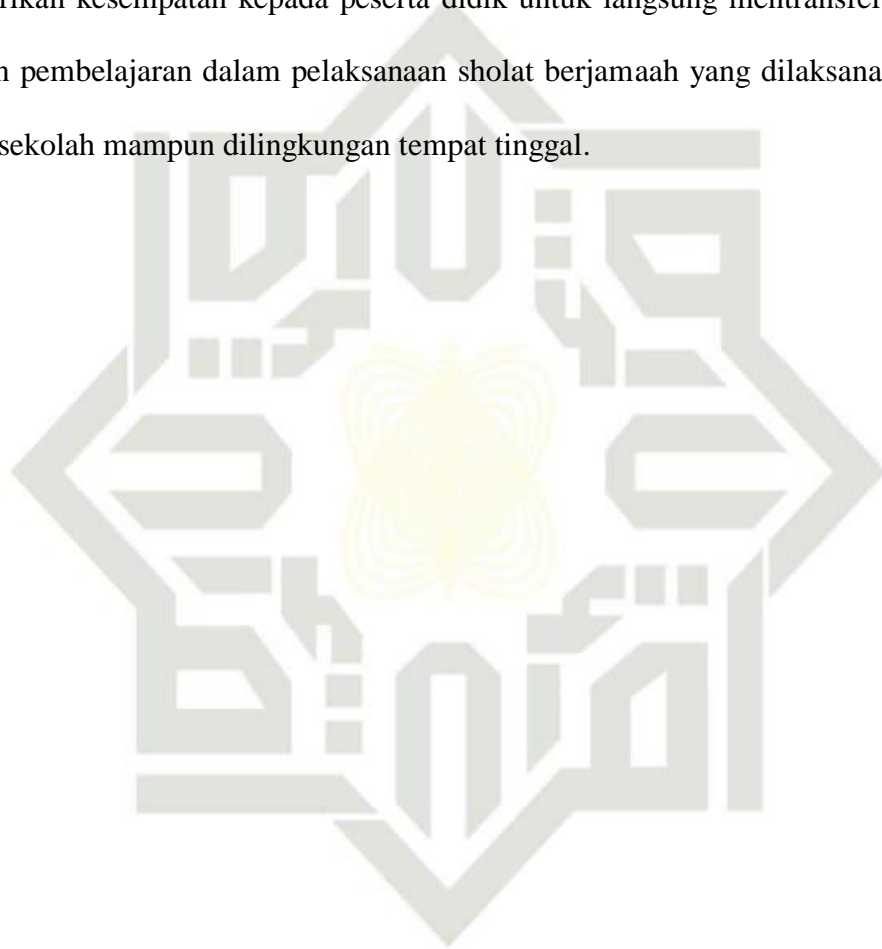 rikan kesempatan kepada peserta didik untuk langsung mentransfer
pembelajaran dalam pelaksanaan sholat berjamaah yang dilaksana
sekolah mampun dilingkungan tempat tinggal.